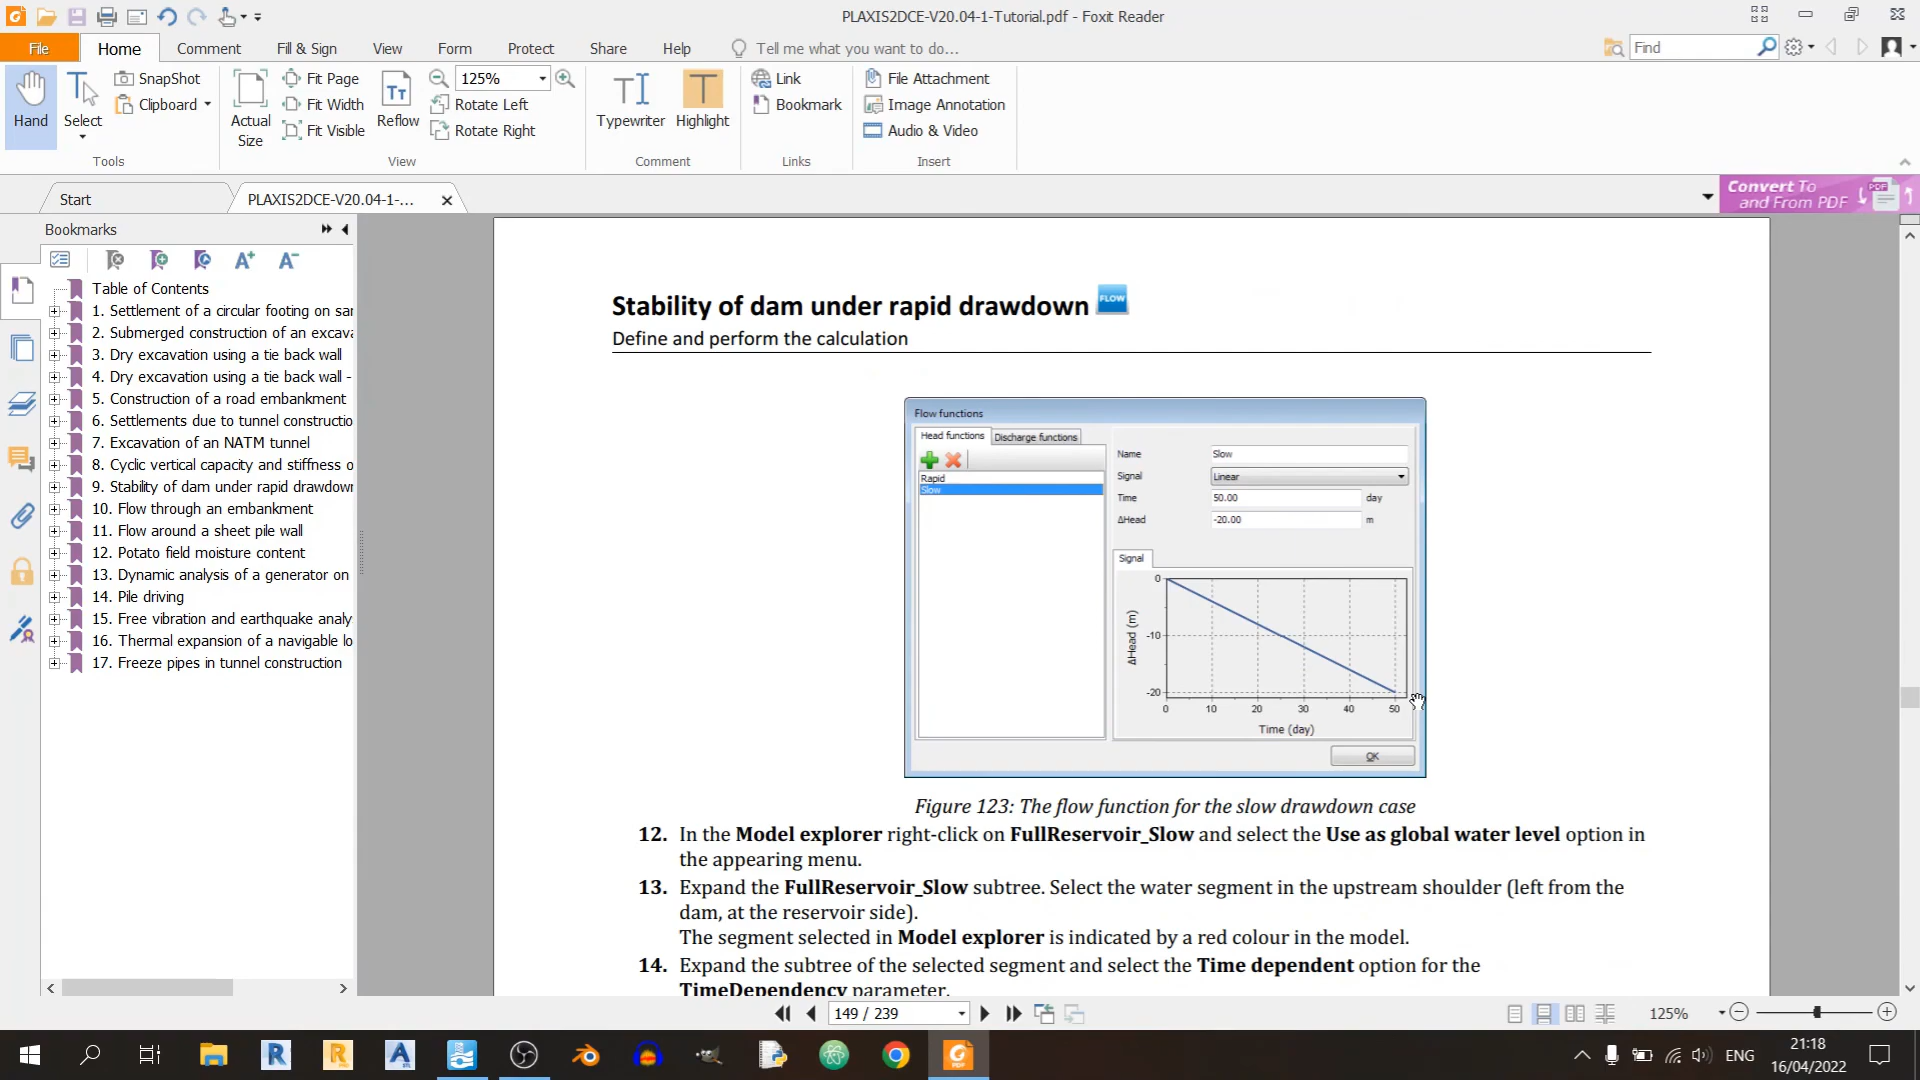 PLAXIS2DCE-V20.04-1-Tutorial.pdf - Foxit Reader
File Home Comment Fill & Sign View Form Protect Share Help Tell me what you want to do... Find
Hand
Select
SnapShot
Clipboard
Tools
Actual
Size
Fit Page
Fit Width
Fit Visible
Reflow
125%
Rotate Left
Rotate Right
View
Typewriter
Highlight
Comment
Link
Bookmark
Links
File Attachment
Image Annotation
Audio & Video
Insert
Start
PLAXIS2DCE-V20.04-1-...
Convert To
and From PDF
PDF
Bookmarks
Table of Contents
1. Settlement of a circular footing on sa
2. Submerged construction of an excava
3. Dry excavation using a tie back wall
4. Dry excavation using a tie back wall -
5. Construction of a road embankment
6. Settlements due to tunnel constructio
7. Excavation of an NATM tunnel
8. Cyclic vertical capacity and stiffness o
9. Stability of dam under rapid drawdown
10. Flow through an embankment
11. Flow around a sheet pile wall
12. Potato field moisture content
13. Dynamic analysis of a generator on
14. Pile driving
15. Free vibration and earthquake analy
16. Thermal expansion of a navigable lo
17. Freeze pipes in tunnel construction
Stability of dam under rapid drawdown FLOW
Define and perform the calculation
Flow functions
Head functions Discharge functions
Rapid
Slow
Name Slow
Signal Linear
Time 50.00 day
ΔHead -20.00 m
Signal
0
-10
-20
ΔHead (m)
0 10 20 30 40 50
Time (day)
OK
Figure 123: The flow function for the slow drawdown case
12. In the Model explorer right-click on FullReservoir_Slow and select the Use as global water level option in
the appearing menu.
13. Expand the FullReservoir_Slow subtree. Select the water segment in the upstream shoulder (left from the
dam, at the reservoir side).
The segment selected in Model explorer is indicated by a red colour in the model.
14. Expand the subtree of the selected segment and select the Time dependent option for the
TimeDependency parameter.
149 / 239
125%
ENG
21:18
16/04/2022